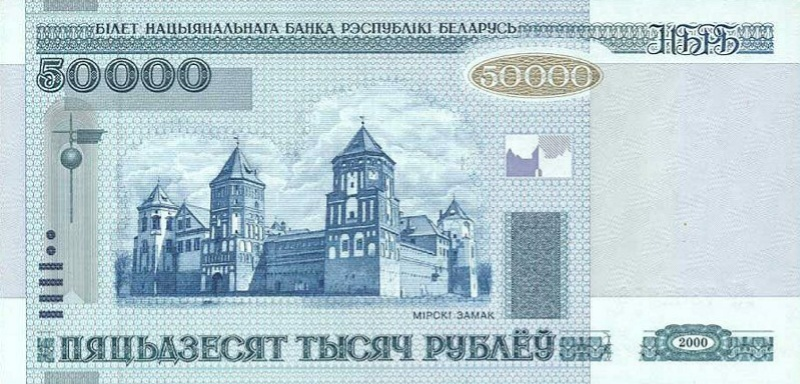 БІЛЕТ НАЦЫЯНАЛЬНАГА БАНКА РЭСПУБЛІКІ БЕЛАРУСЬ
НБРБ
50000
50000
МІРСКІ ЗАМАК
ПЯЦЬДЗЕСЯТ ТЫСЯЧ РУБЛЁЎ
2000